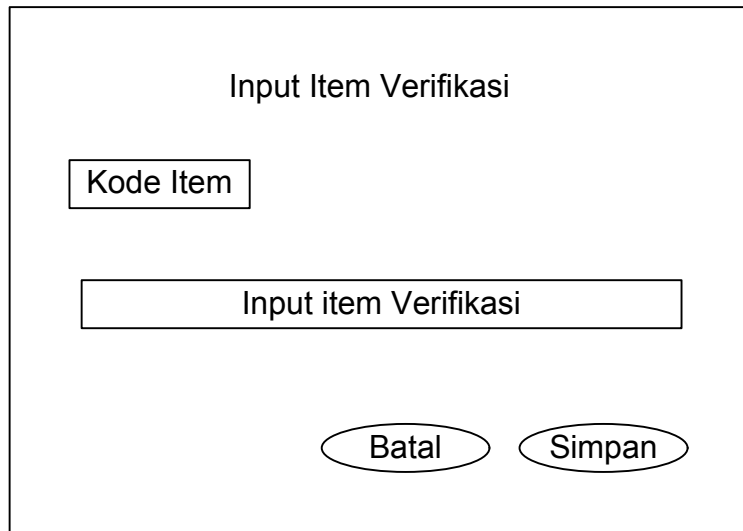 Input Item Verifikasi
Kode Item
Input item Verifikasi
Batal Simpan